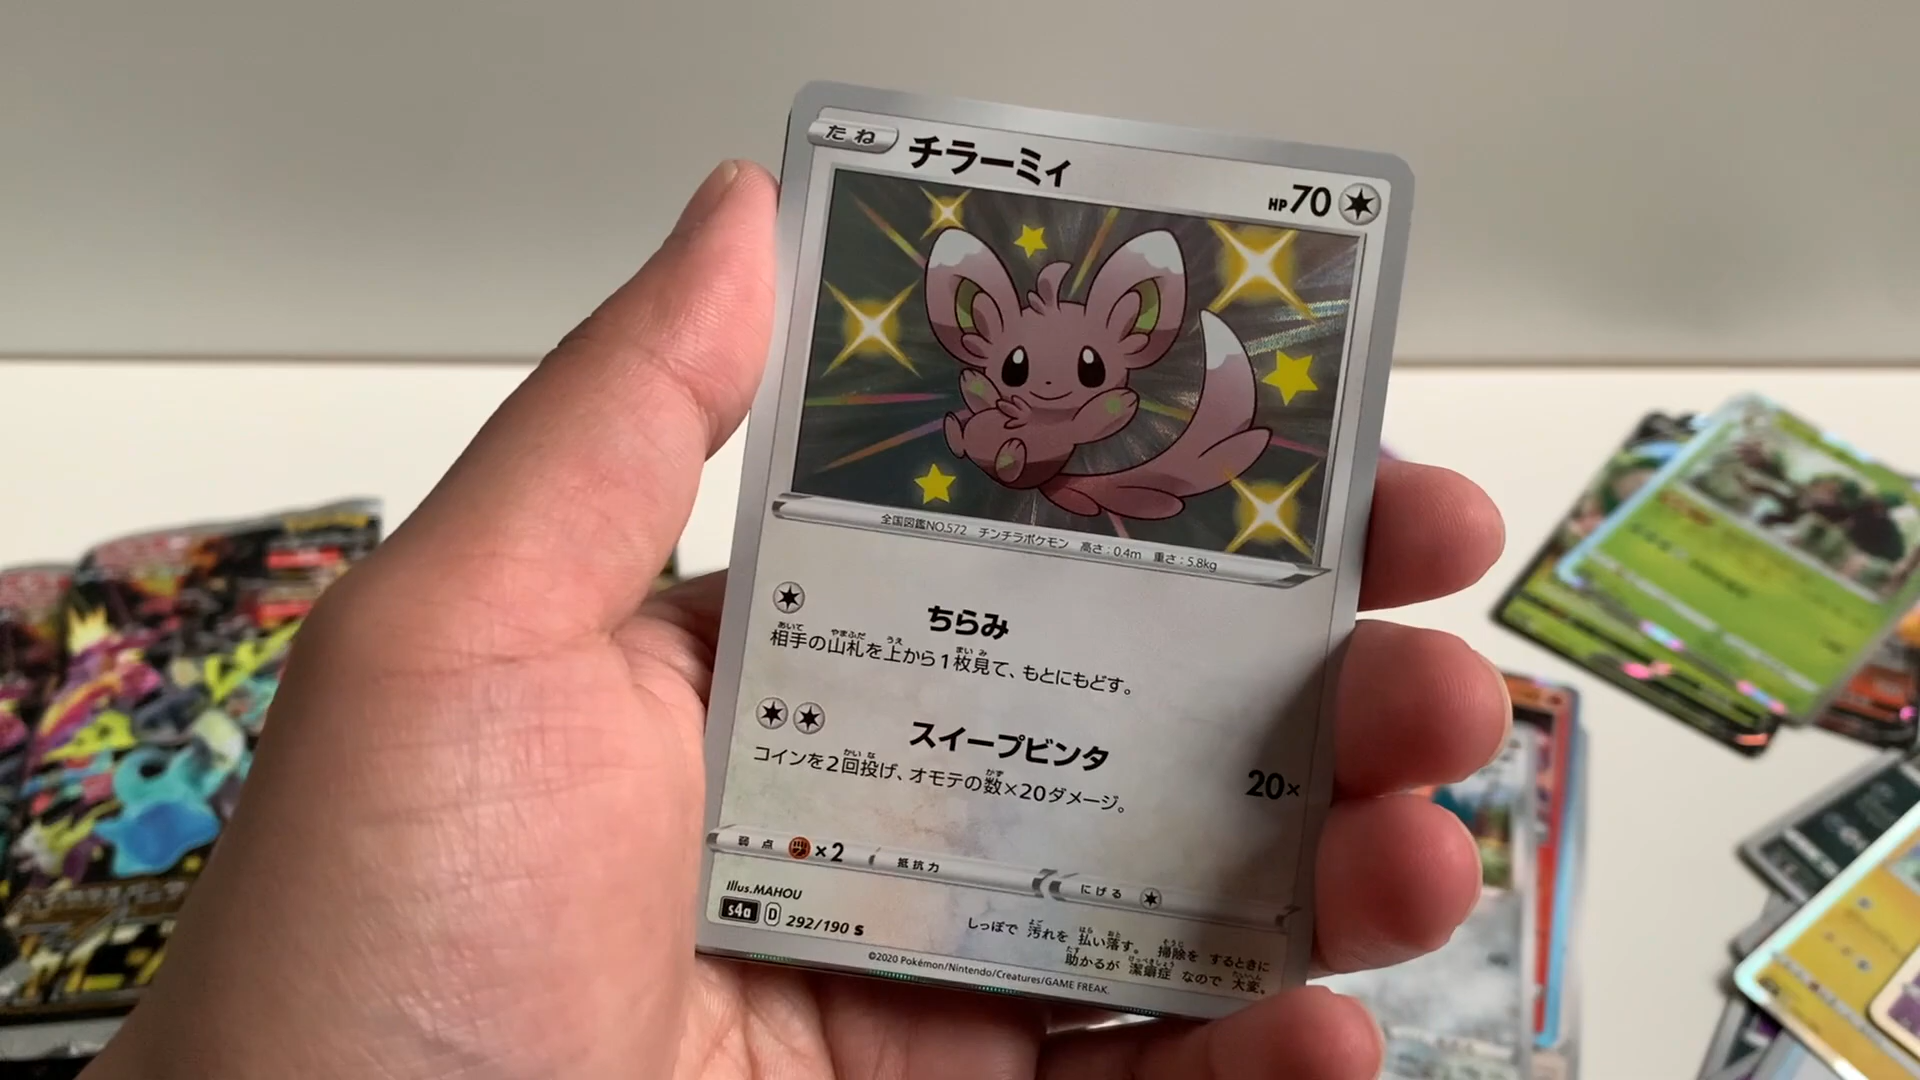 たね チラーミィ HP70
全国図鑑NO.572 チンチラポケモン 高さ:0.4m 重さ:5.8kg
ちらみ
相手の山札を上から1枚見て、もとにもどす。
スイープビンタ 20×
コインを2回投げ、オモテの数×20ダメージ。
弱点 ×2 抵抗力 にげる
Illus.MAHOU
s4a D 292/190 S
しっぽで 汚れを 払い落す。 掃除を するときに
助かるが 潔癖症 なので 大変。
©2020 Pokémon/Nintendo/Creatures/GAME FREAK.